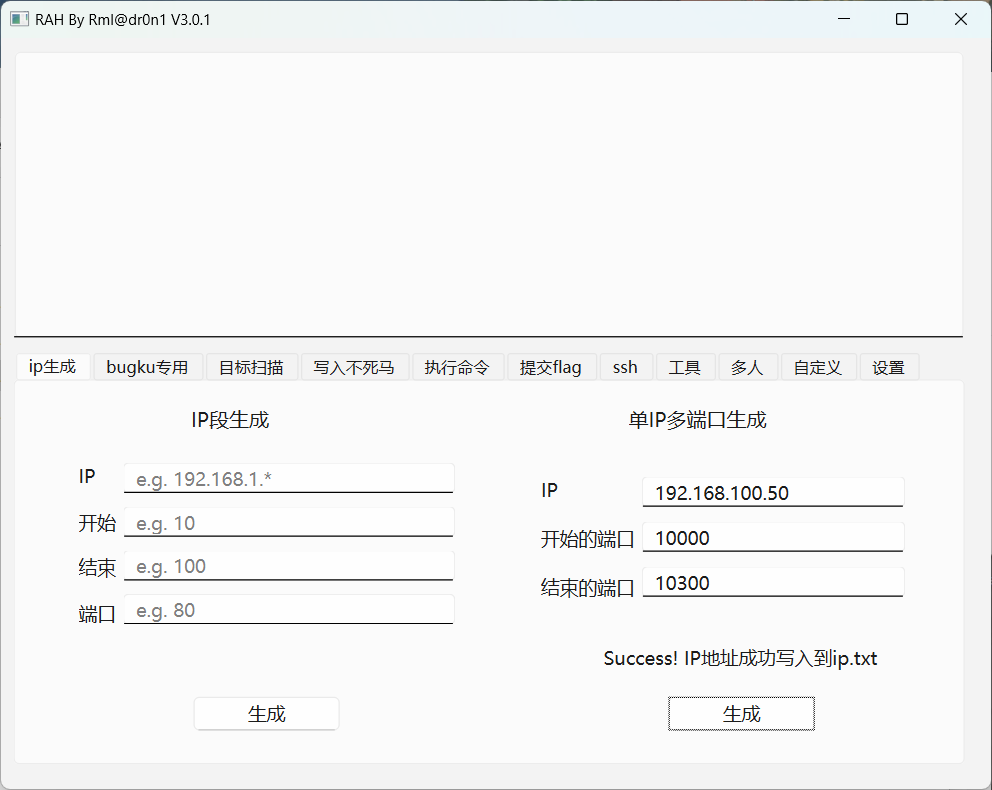 RAH By Rml@dr0n1 V3.0.1
ip生成 bugku专用 目标扫描 写入不死马 执行命令 提交flag ssh 工具 多人 自定义 设置
IP段生成
IP e.g. 192.168.1.*
开始 e.g. 10
结束 e.g. 100
端口 e.g. 80
生成
单IP多端口生成
IP 192.168.100.50
开始的端口 10000
结束的端口 10300
Success! IP地址成功写入到ip.txt
生成